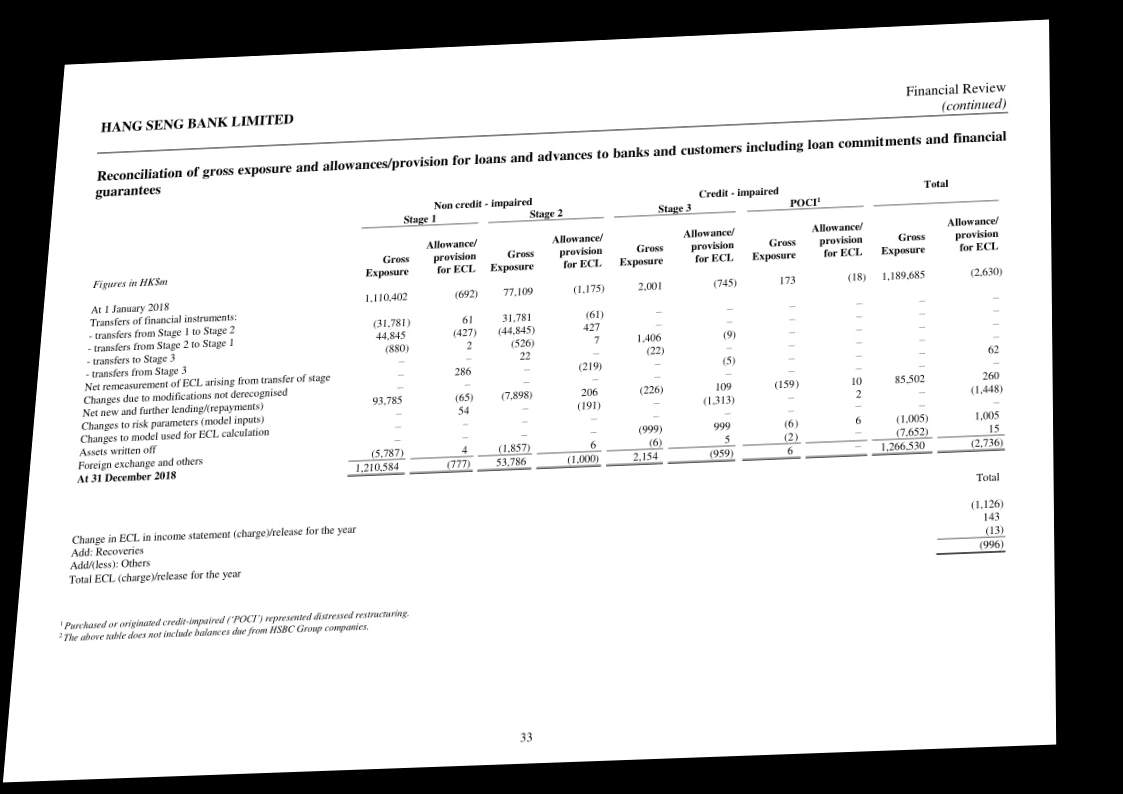 HANG SENG BANK LIMITED
Financial Review
(continued)
Reconciliation of gross exposure and allowances/provision for loans and advances to banks and customers including loan commitments and financial
guarantees
Non credit - impaired Credit - impaired Total
Stage 1 Stage 2 Stage 3 POCI¹
Allowance/ Allowance/ Allowance/ Allowance/ Allowance/
Gross provision Gross provision Gross provision Gross provision Gross provision
Exposure for ECL Exposure for ECL Exposure for ECL Exposure for ECL Exposure for ECL
Figures in HK$m
At 1 January 2018 1,110,402 (692) 77,109 (1,175) 2,001 (745) 173 (18) 1,189,685 (2,630)
Transfers of financial instruments:
- transfers from Stage 1 to Stage 2 (31,781) 61 31,781 (61) – – – – – –
- transfers from Stage 2 to Stage 1 44,845 (427) (44,845) 427 – – – – – –
- transfers to Stage 3 (880) 2 (526) 7 1,406 (9) – – – –
- transfers from Stage 3 – – 22 – (22) – – – – –
Net remeasurement of ECL arising from transfer of stage – 286 – (219) – (5) – – – 62
Changes due to modifications not derecognised – – – – – – – – – –
Net new and further lending/(repayments) 93,785 (65) (7,898) 206 (226) 109 (159) 10 85,502 260
Changes to risk parameters (model inputs) – 54 – (191) – (1,313) – 2 – (1,448)
Changes to model used for ECL calculation – – – – – – – – – –
Assets written off – – – – (999) 999 (6) 6 (1,005) 1,005
Foreign exchange and others (5,787) 4 (1,857) 6 (6) 5 (2) – (7,652) 15
At 31 December 2018 1,210,584 (777) 53,786 (1,000) 2,154 (959) 6 – 1,266,530 (2,736)
Total
Change in ECL in income statement (charge)/release for the year (1,126)
Add: Recoveries 143
Add/(less): Others (13)
Total ECL (charge)/release for the year (996)
¹ Purchased or originated credit-impaired ('POCI') represented distressed restructuring.
² The above table does not include balances due from HSBC Group companies.
33